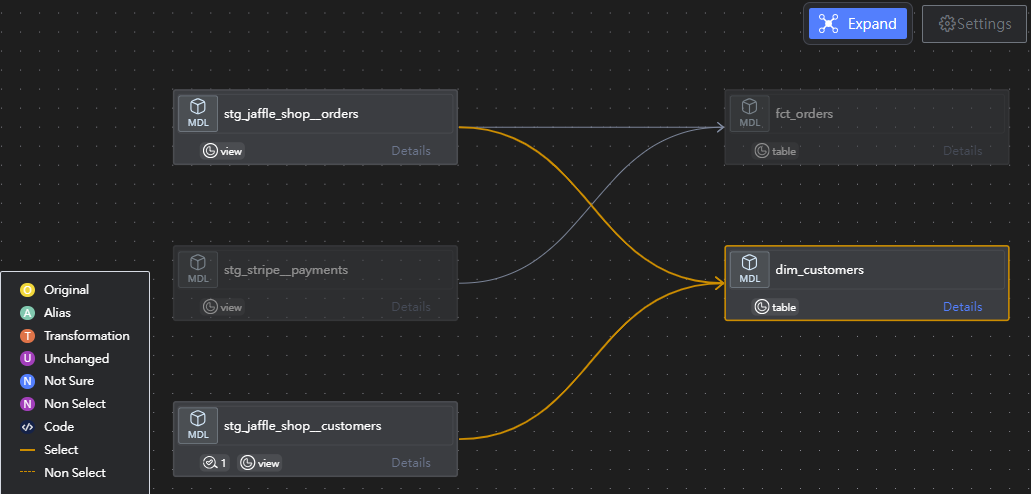 Expand
Settings
stg_jaffle_shop__orders
MDL
view
Details
fct_orders
MDL
table
Details
stg_stripe__payments
MDL
view
Details
dim_customers
MDL
table
Details
stg_jaffle_shop__customers
MDL
1
view
Details
O Original
A Alias
T Transformation
U Unchanged
N Not Sure
N Non Select
</> Code
Select
Non Select